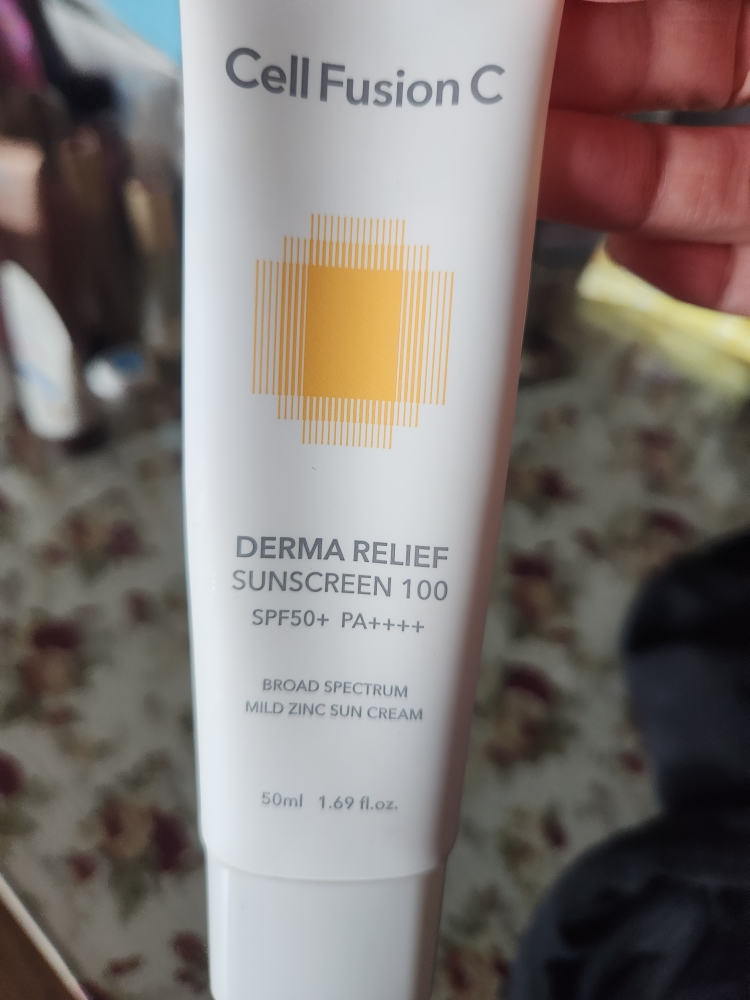 Cell Fusion C
DERMA RELIEF
SUNSCREEN 100
SPF50+ PA++++
BROAD SPECTRUM
MILD ZINC SUN CREAM
50ml 1.69 fl.oz.